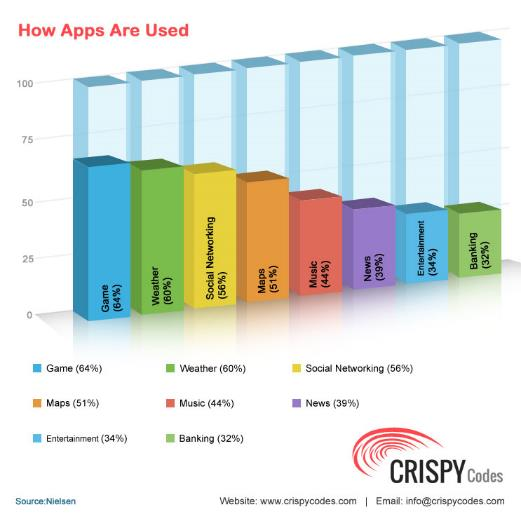 How Apps Are Used
100
75
50
25
0
Game
(64%)
Weather
(60%)
Social Networking
(56%)
Maps
(51%)
Music
(44%)
News
(39%)
Entertainment
(34%)
Banking
(32%)
Game (64%) Weather (60%) Social Networking (56%)
Maps (51%) Music (44%) News (39%)
Entertainment (34%) Banking (32%)
CRISPY Codes
Source:Nielsen Website: www.crispycodes.com | Email: info@crispycodes.com